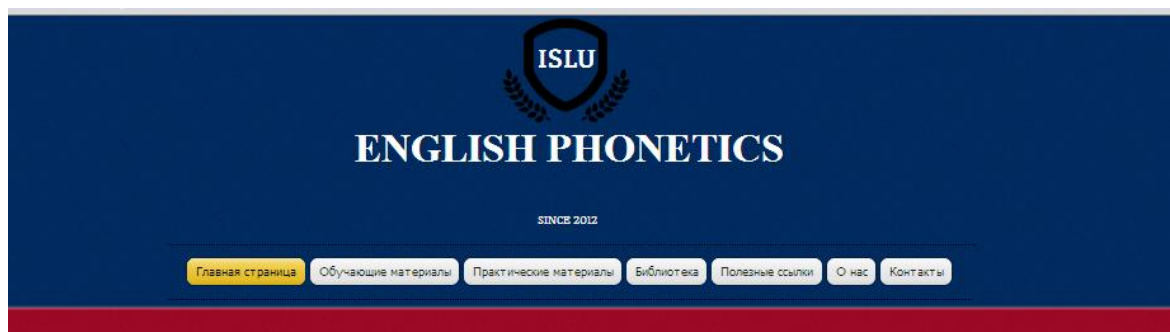 ISLU
ENGLISH PHONETICS
SINCE 2012
Главная страница Обучающие материалы Практические материалы Библиотека Полезные ссылки О нас Контакты